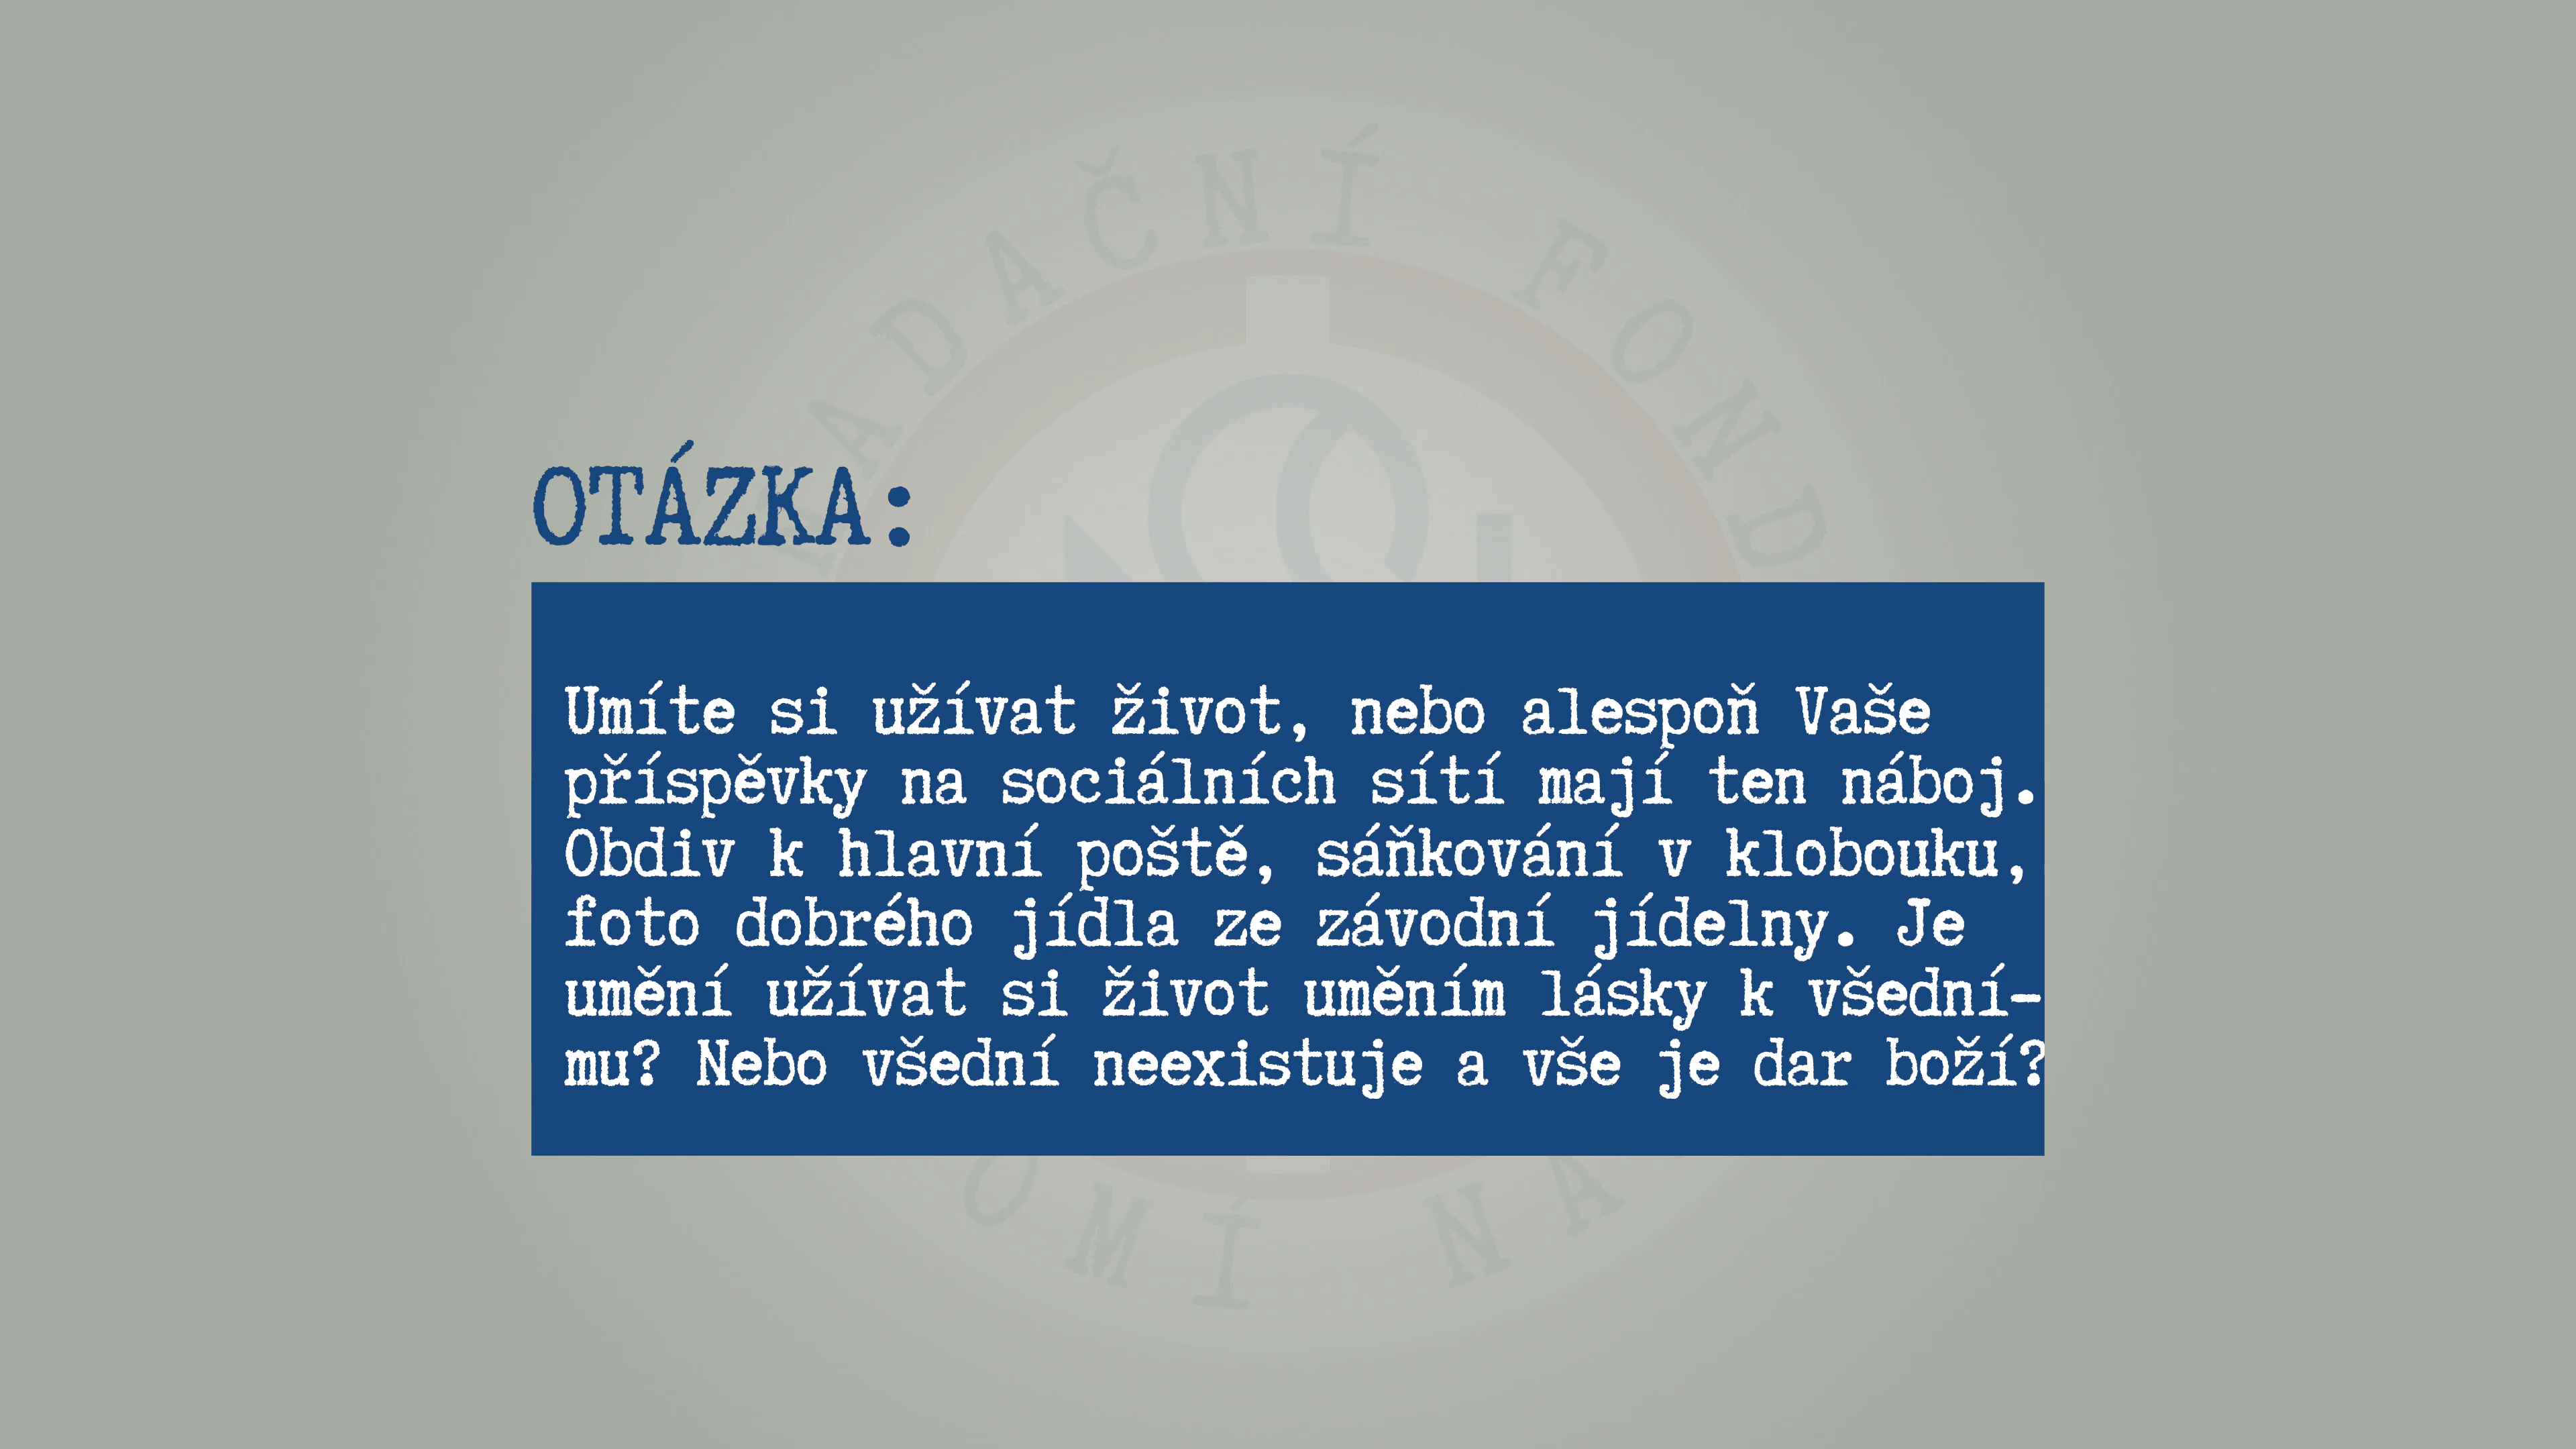 NADAČNÍ FOND
OTÁZKA:
Umíte si užívat život, nebo alespoň Vaše
příspěvky na sociálních sítí mají ten náboj.
Obdiv k hlavní poště, sáňkování v klobouku,
foto dobrého jídla ze závodní jídelny. Je
umění užívat si život uměním lásky k všední-
mu? Nebo všední neexistuje a vše je dar boží?